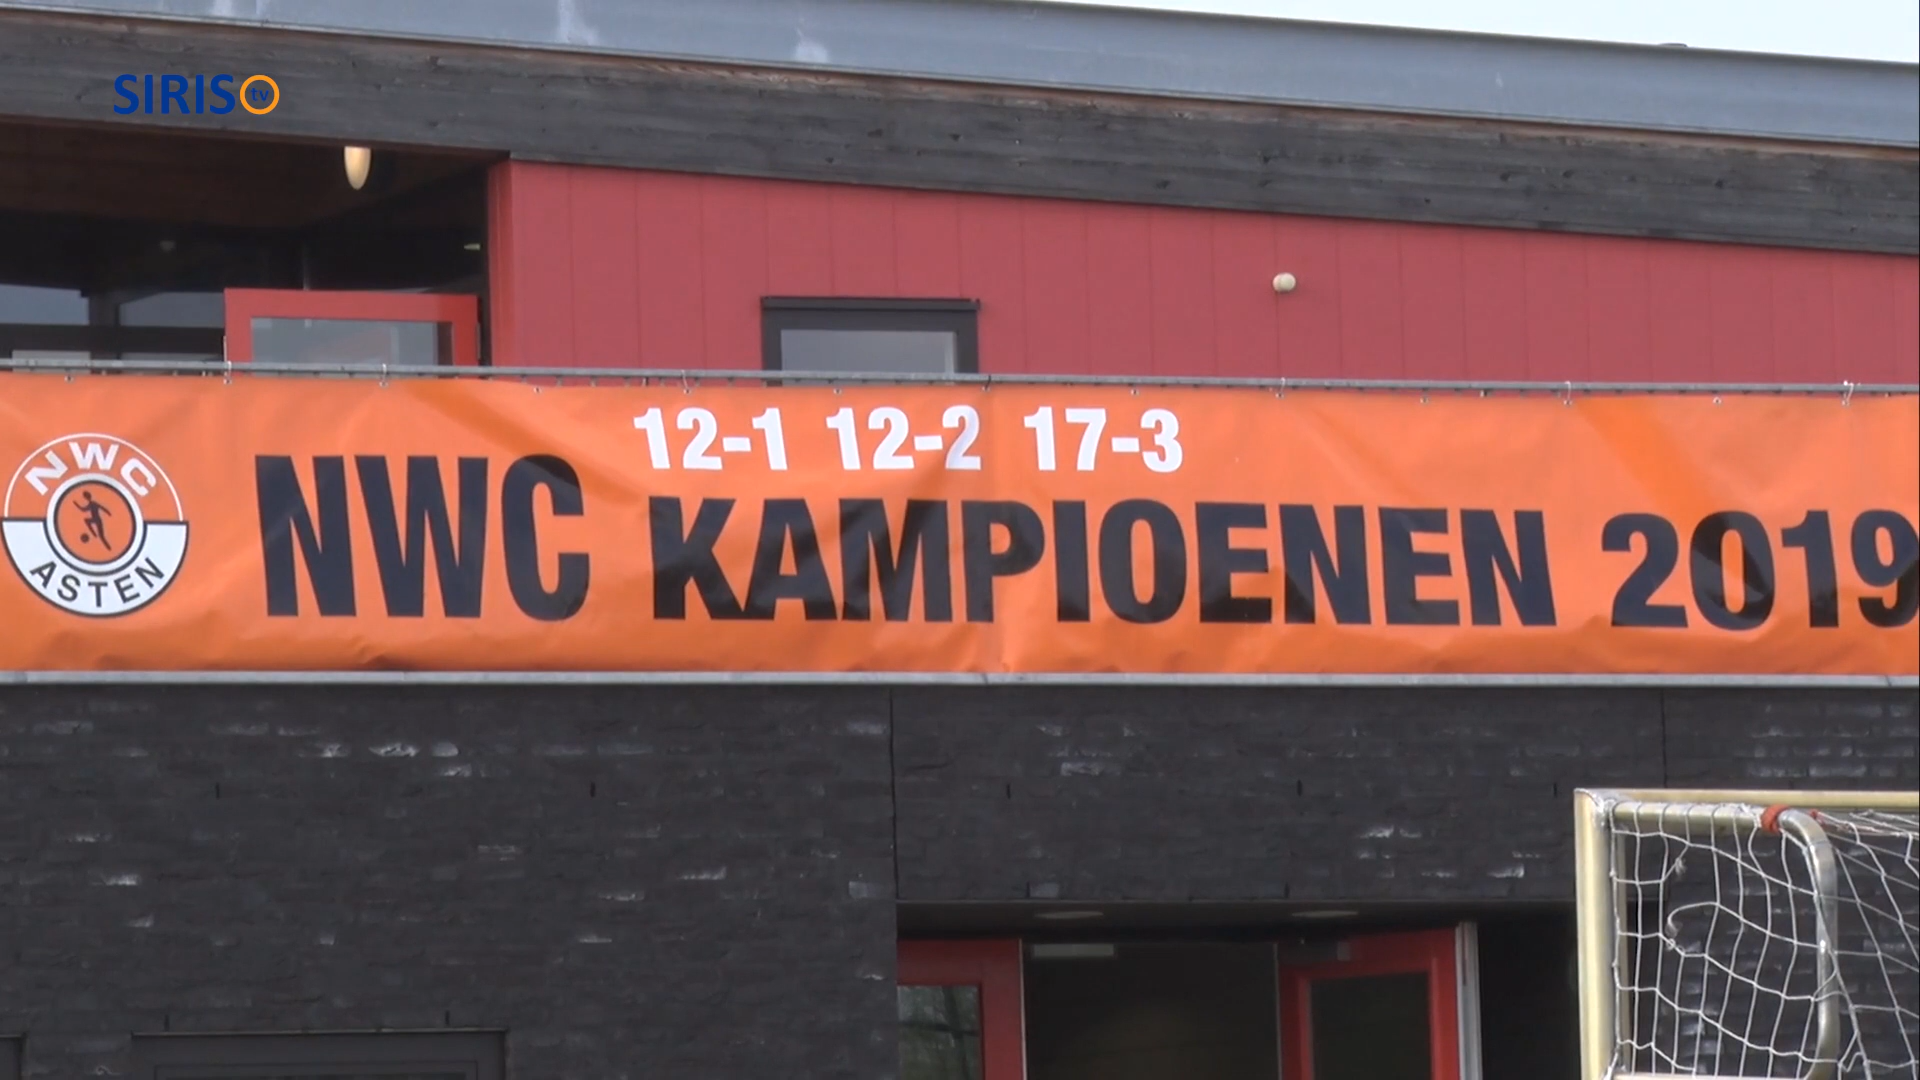 SIRIS tv
12-1 12-2 17-3
NWC KAMPIOENEN 2019
NWC
ASTEN